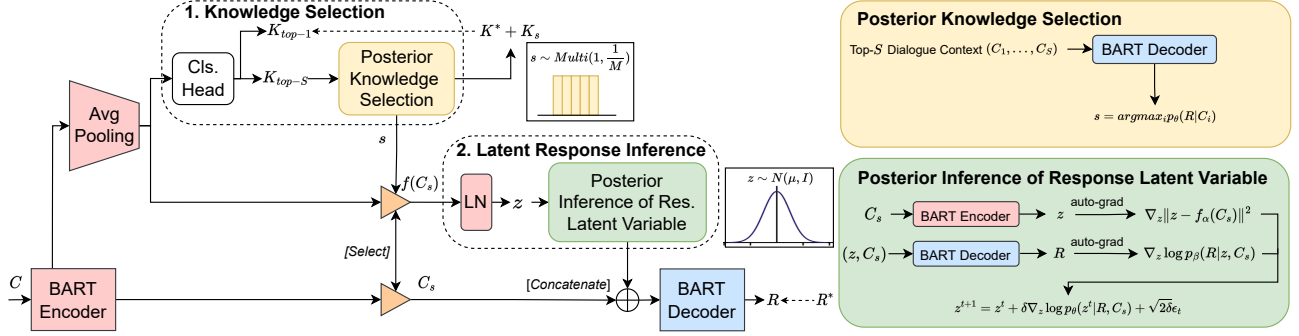 1. Knowledge Selection
K_{top-1}
K^* + K_s
Cls.
Head
K_{top-S}
Posterior
Knowledge
Selection
s ∼ Multi(1, \frac{1}{M})
Avg
Pooling
s
2. Latent Response Inference
f(C_s)
LN
z
Posterior
Inference of Res.
Latent Variable
z ∼ N(μ, I)
[Select]
C
BART
Encoder
C_s
[Concatenate]
BART
Decoder
R
R^*
Posterior Knowledge Selection
Top-S Dialogue Context (C_1, . . . , C_S)
BART Decoder
s = argmax_i p_θ(R|C_i)
Posterior Inference of Response Latent Variable
C_s
BART Encoder
z
auto-grad
∇_z ‖z − f_α(C_s)‖^2
(z, C_s)
BART Decoder
R
auto-grad
∇_z log p_β(R|z, C_s)
z^{t+1} = z^t + δ∇_z log p_θ(z^t|R, C_s) + √{2δ}ϵ_t